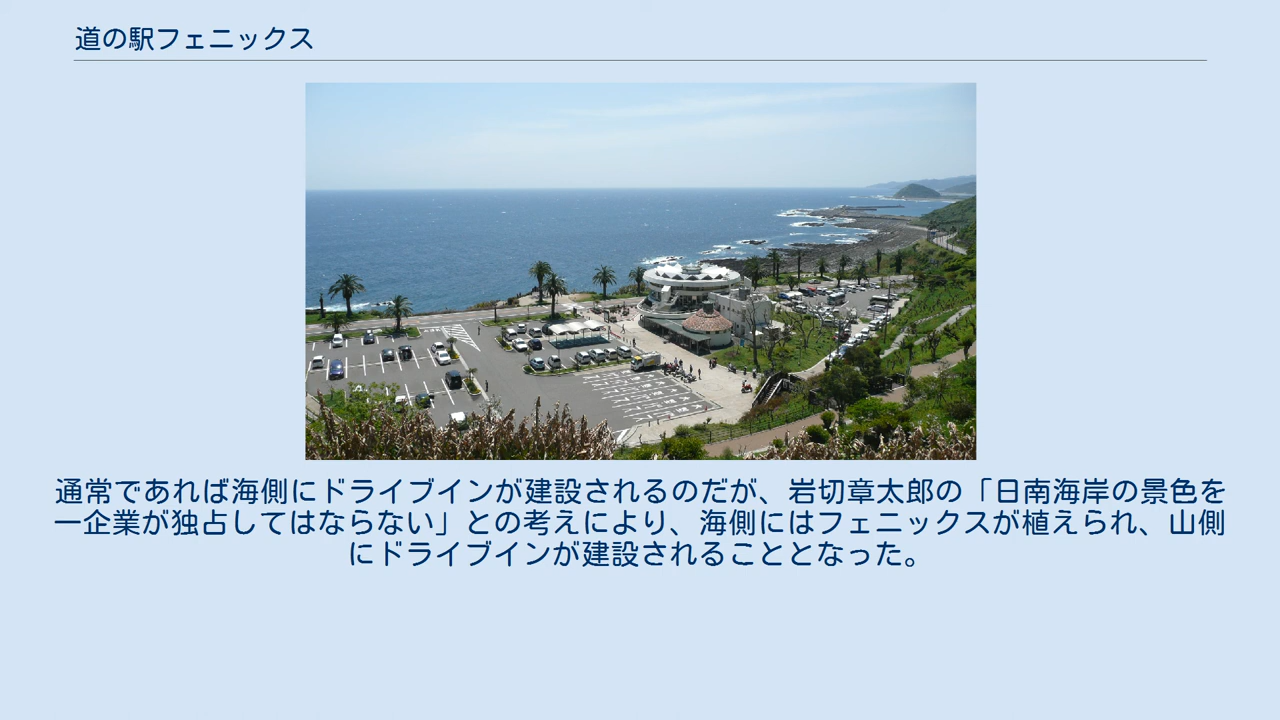 道の駅フェニックス
通常であれば海側にドライブインが建設されるのだが、岩切章太郎の「日南海岸の景色を
一企業が独占してはならない」との考えにより、海側にはフェニックスが植えられ、山側
にドライブインが建設されることとなった。